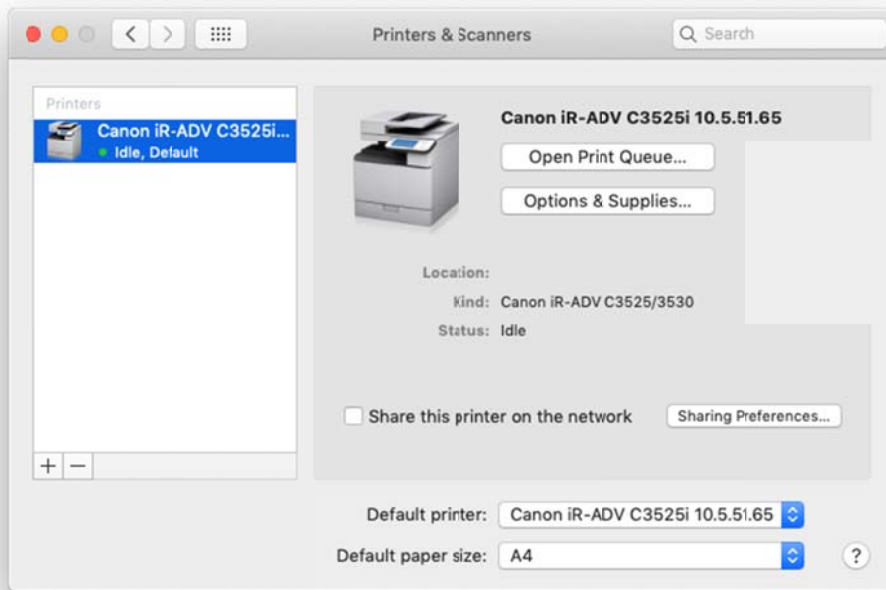 Printers & Scanners
Search
Printers
Canon iR-ADV C3525i...
Idle, Default
Canon iR-ADV C3525i 10.5.51.65
Open Print Queue...
Options & Supplies...
Location:
Kind: Canon iR-ADV C3525/3530
Status: Idle
Share this printer on the network
Sharing Preferences...
+ −
Default printer: Canon iR-ADV C3525i 10.5.51.65
Default paper size: A4
?